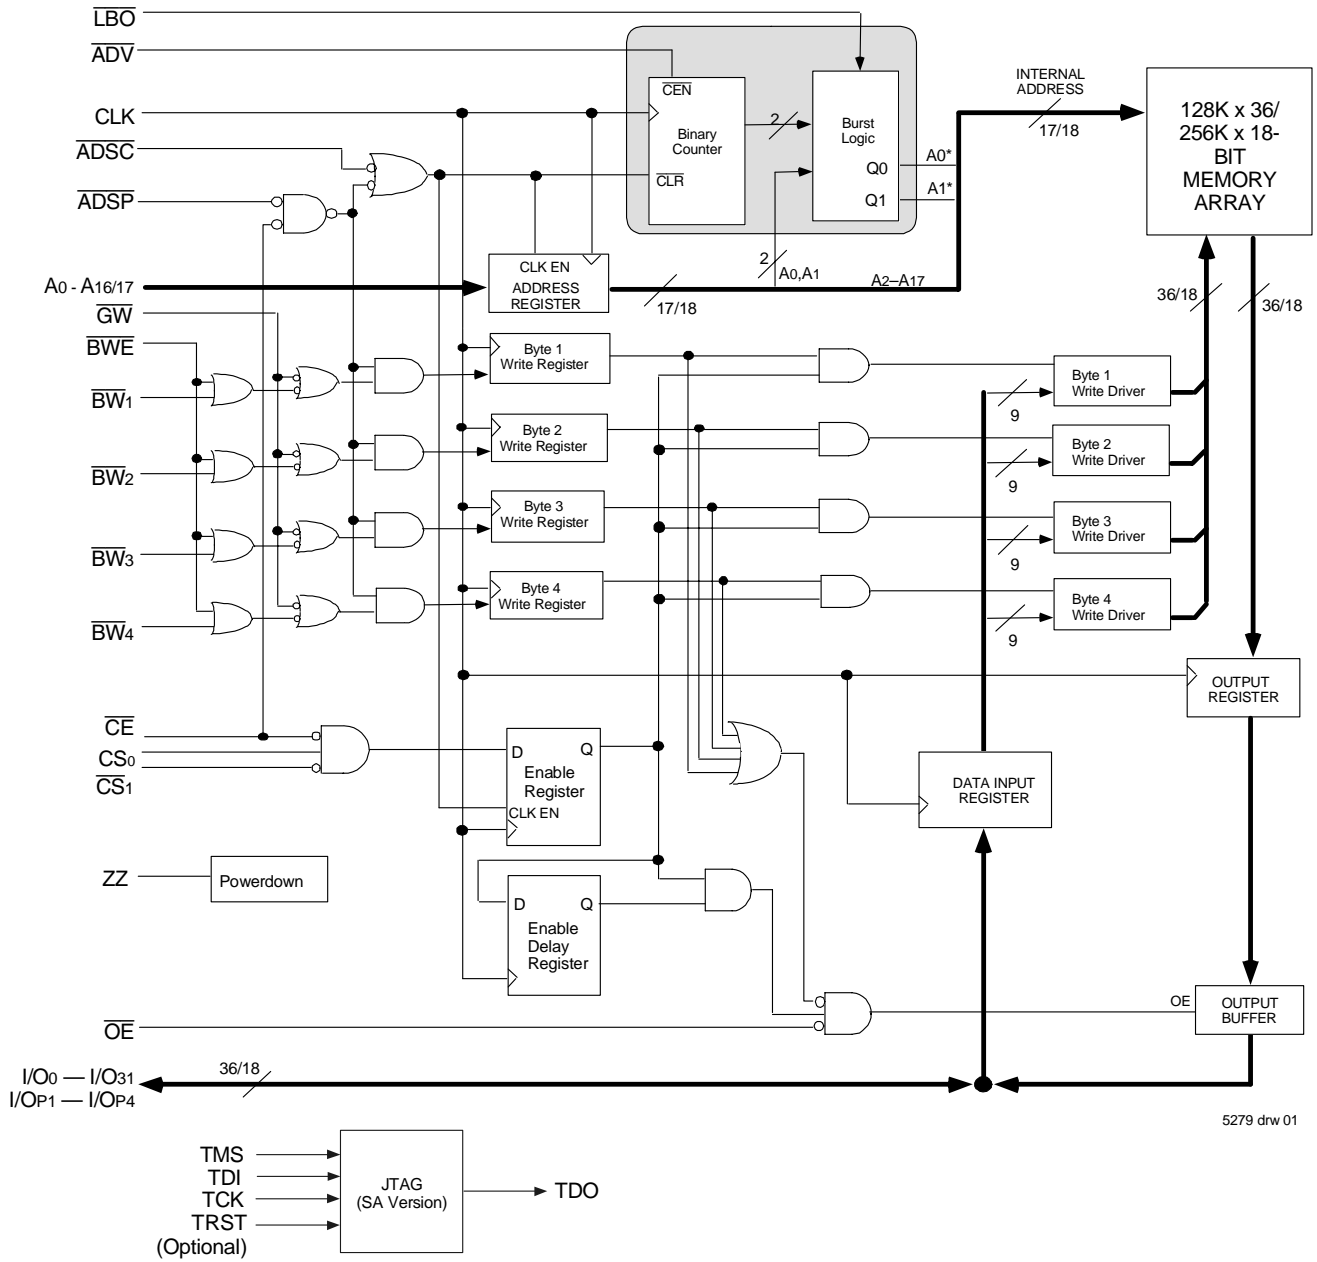 LBO
ADV
CLK
ADSC
ADSP
A0 - A16/17
GW
BWE
BW1
BW2
BW3
BW4
CE
CS0
CS1
ZZ
Powerdown
OE
I/O0 — I/O31
I/OP1 — I/OP4
36/18
CEN
Binary
Counter
CLR
2
Burst
Logic
Q0
Q1
A0*
A1*
2
A0,A1
A2–A17
INTERNAL
ADDRESS
17/18
128K x 36/
256K x 18-
BIT
MEMORY
ARRAY
CLK EN
ADDRESS
REGISTER
17/18
36/18
36/18
Byte 1
Write Register
Byte 2
Write Register
Byte 3
Write Register
Byte 4
Write Register
Byte 1
Write Driver
9
Byte 2
Write Driver
9
Byte 3
Write Driver
9
Byte 4
Write Driver
9
OUTPUT
REGISTER
D
Q
Enable
Register
CLK EN
DATA INPUT
REGISTER
D
Q
Enable
Delay
Register
OE
OUTPUT
BUFFER
5279 drw 01
TMS
TDI
TCK
TRST
(Optional)
JTAG
(SA Version)
TDO